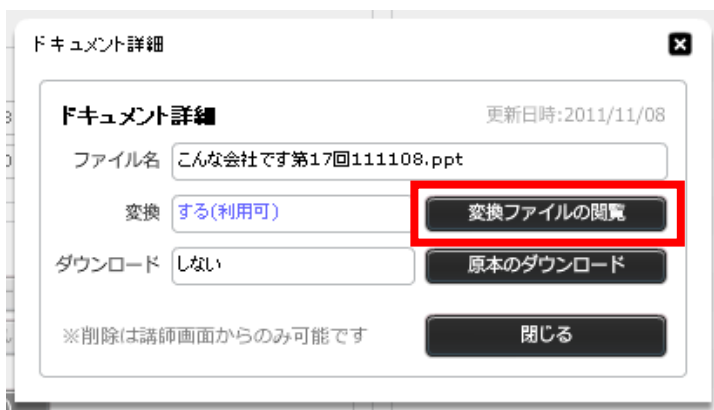 ドキュメント詳細
ドキュメント詳細 更新日時:2011/11/08
ファイル名 こんな会社です第17回111108.ppt
変換 する(利用可) 変換ファイルの閲覧
ダウンロード しない 原本のダウンロード
※削除は講師画面からのみ可能です 閉じる